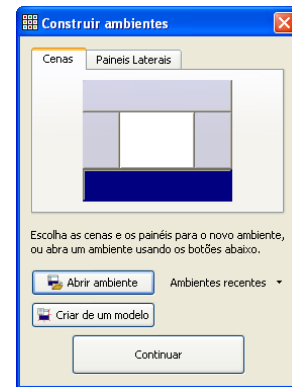 Construir ambientes
Cenas Paineis Laterais
Escolha as cenas e os painéis para o novo ambiente,
ou abra um ambiente usando os botões abaixo.
Abrir ambiente Ambientes recentes
Criar de um modelo
Continuar